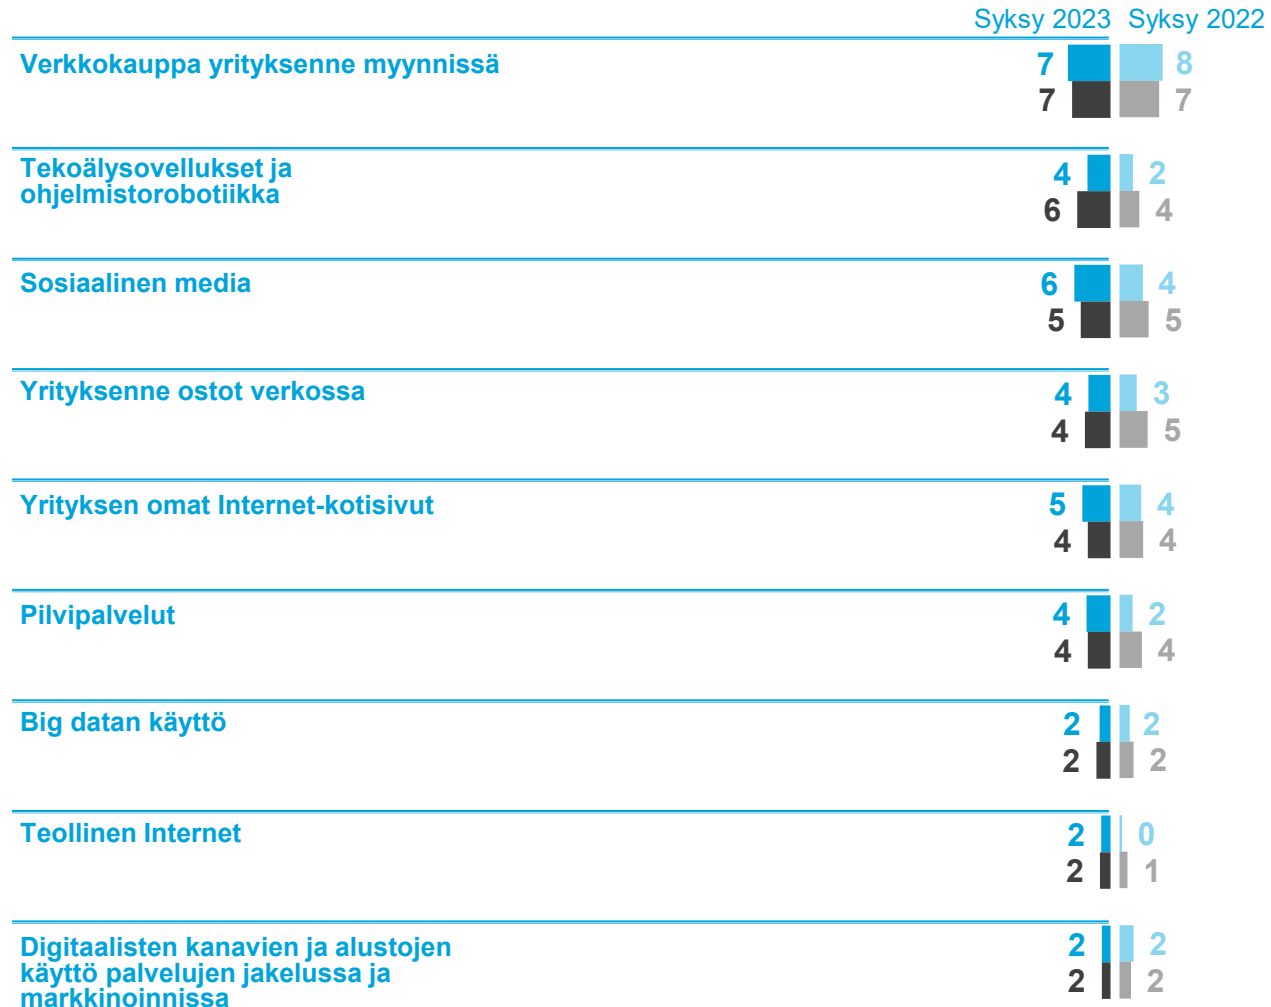 Syksy 2023 Syksy 2022
Verkkokauppa yrityksenne myynnissä
7 8
7 7
Tekoälysovellukset ja
ohjelmistorobotiikka
4 2
6 4
Sosiaalinen media
6 4
5 5
Yrityksenne ostot verkossa
4 3
4 5
Yrityksen omat Internet-kotisivut
5 4
4 4
Pilvipalvelut
4 2
4 4
Big datan käyttö
2 2
2 2
Teollinen Internet
2 0
2 1
Digitaalisten kanavien ja alustojen
käyttö palvelujen jakelussa ja
markkinoinnissa
2 2
2 2